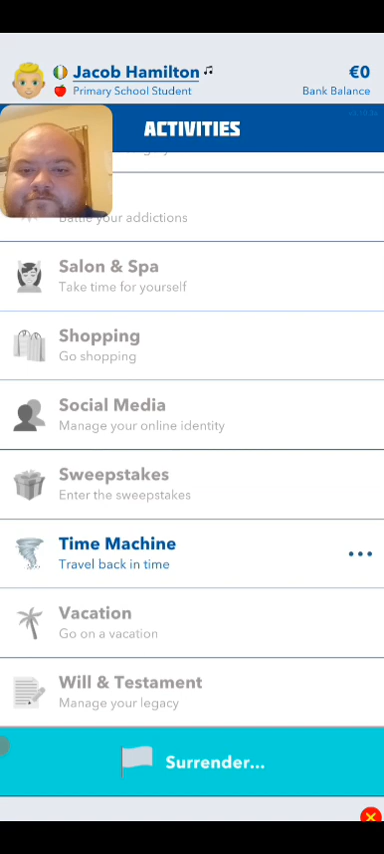 Jacob Hamilton
€0
Primary School Student
Bank Balance
ACTIVITIES
your addictions
Salon & Spa
Take time for yourself
Shopping
Go shopping
Social Media
Manage your online identity
Sweepstakes
Enter the sweepstakes
Time Machine
Travel back in time
Vacation
Go on a vacation
Will & Testament
Manage your legacy
Surrender...